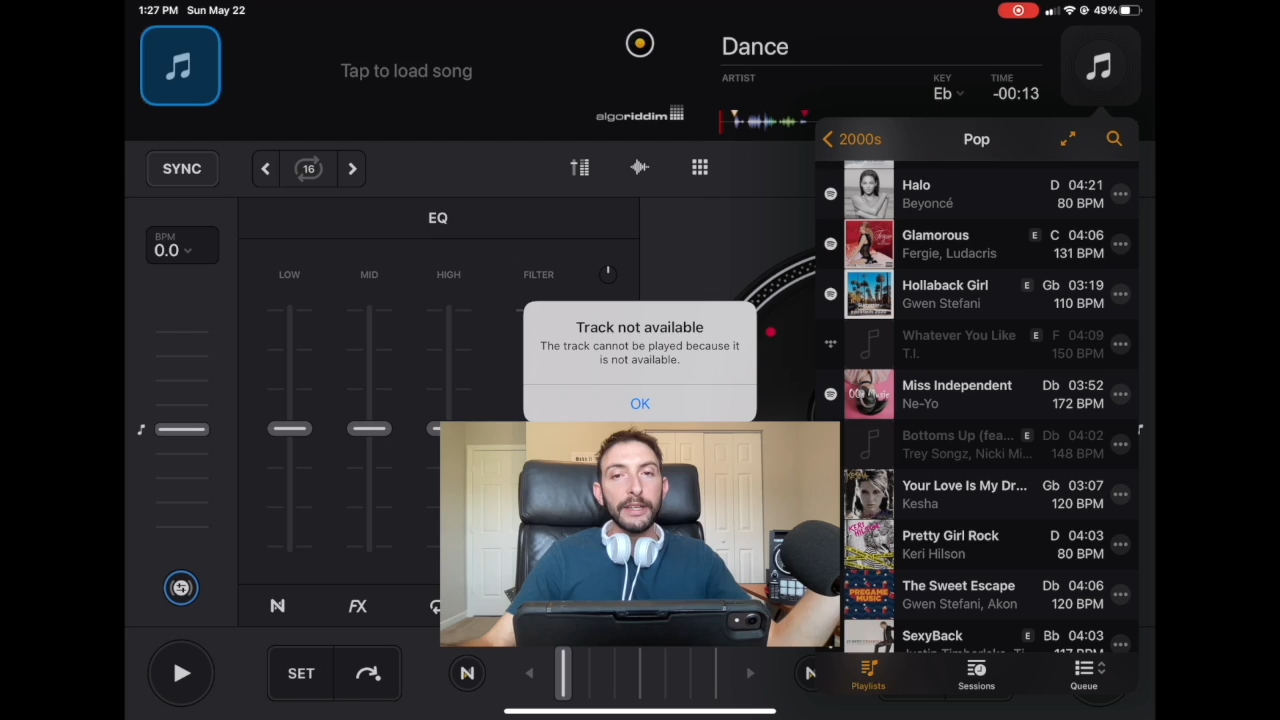 1:27 PM Sun May 22
49%
Tap to load song
algoriddim
Dance
ARTIST
KEY
TIME
Eb
-00:13
SYNC
16
BPM
0.0
EQ
LOW
MID
HIGH
FILTER
Track not available
The track cannot be played because it
is not available.
OK
2000s
Pop
Halo D 04:21
Beyoncé 80 BPM
Glamorous E C 04:06
Fergie, Ludacris 131 BPM
Hollaback Girl E Gb 03:19
Gwen Stefani 110 BPM
Whatever You Like E F 04:09
T.I. 150 BPM
Miss Independent Db 03:52
Ne-Yo 172 BPM
Bottoms Up (fea... E Db 04:02
Trey Songz, Nicki Mi... 148 BPM
Your Love Is My Dr... Gb 03:07
Kesha 120 BPM
Pretty Girl Rock D 04:03
Keri Hilson 80 BPM
The Sweet Escape Db 04:06
Gwen Stefani, Akon 120 BPM
PREGAME
MUSIC
SexyBack E Bb 04:03
Justin Timberlake, Ti... 117 BPM
N
FX
SET
N
N
Playlists
Sessions
Queue